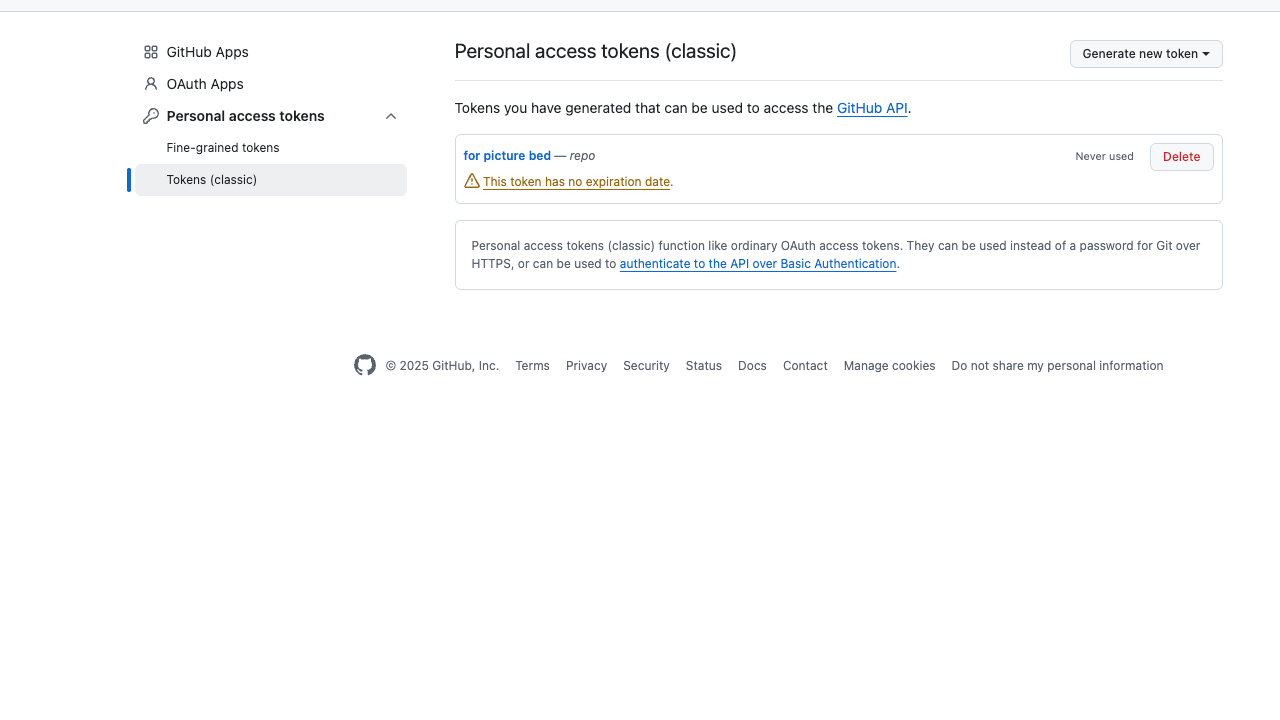 GitHub Apps
OAuth Apps
Personal access tokens
Fine-grained tokens
Tokens (classic)
Personal access tokens (classic)
Generate new token
Tokens you have generated that can be used to access the GitHub API.
for picture bed — repo
Never used
Delete
This token has no expiration date.
Personal access tokens (classic) function like ordinary OAuth access tokens. They can be used instead of a password for Git over
HTTPS, or can be used to authenticate to the API over Basic Authentication.
© 2025 GitHub, Inc. Terms Privacy Security Status Docs Contact Manage cookies Do not share my personal information